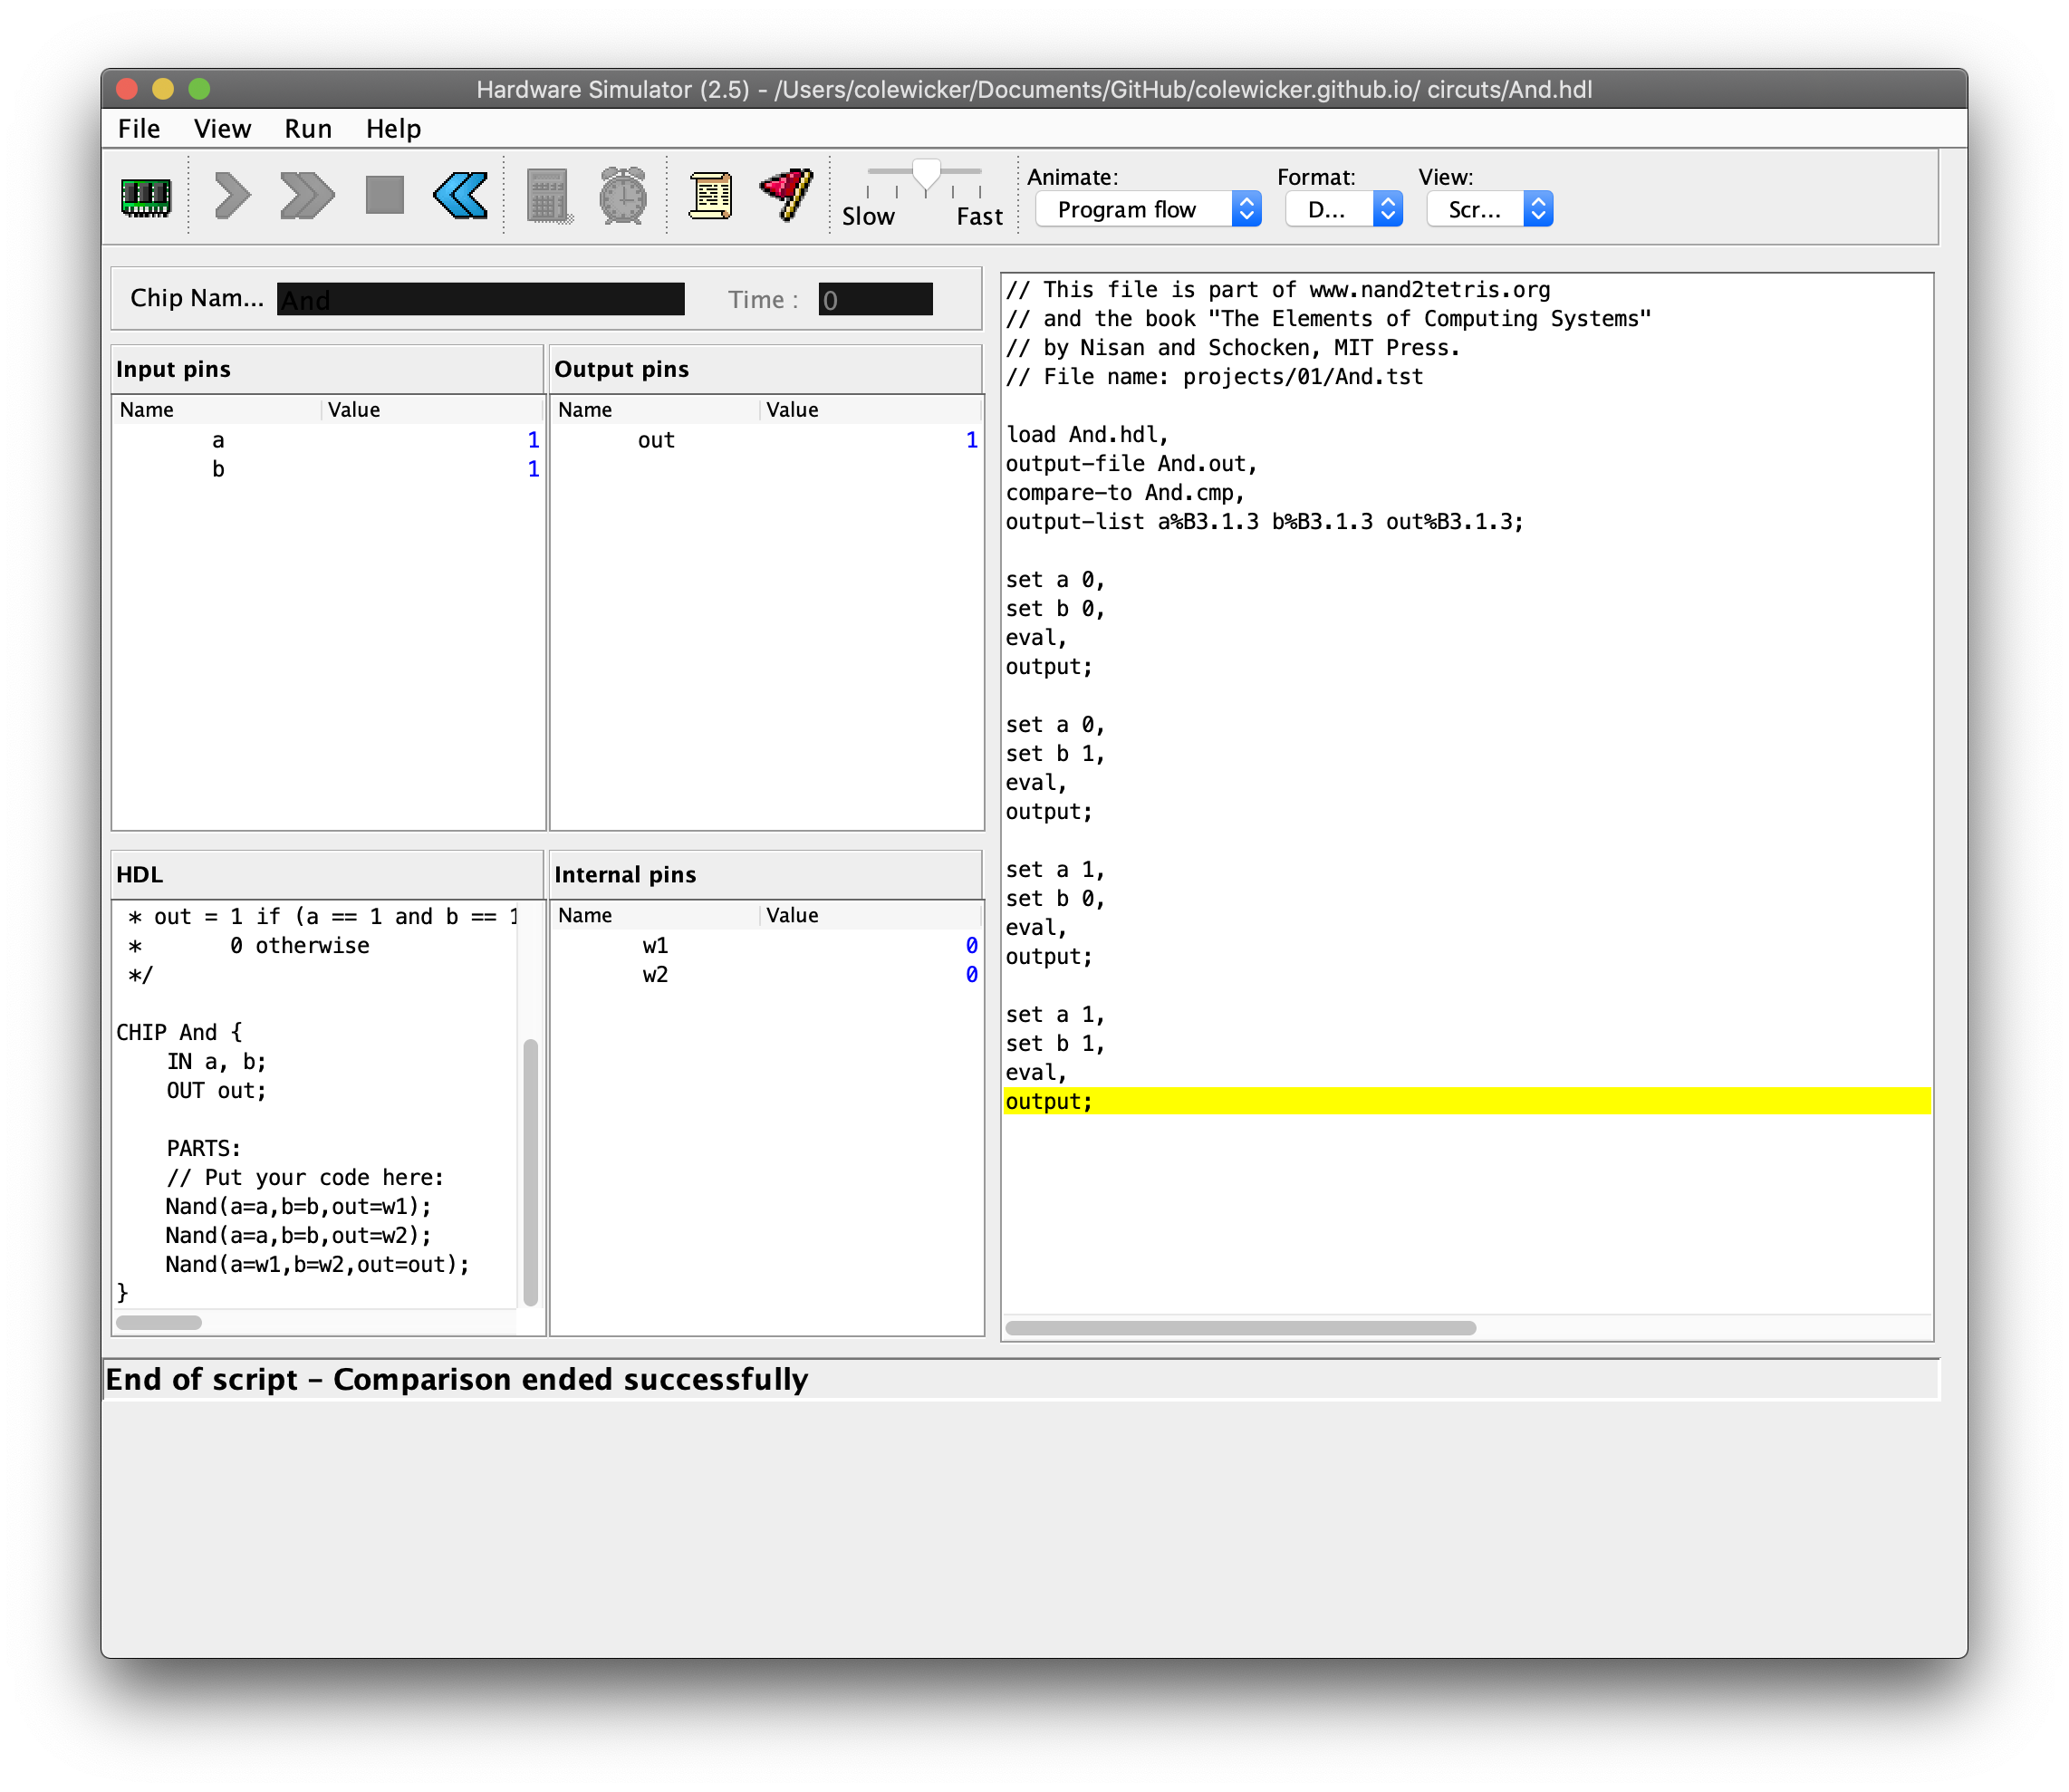 Hardware Simulator (2.5) - /Users/colewicker/Documents/GitHub/colewicker.github.io/ circuts/And.hdl
File View Run Help
Animate: Format: View:
Slow Fast Program flow D... Scr...
Chip Nam... And Time : 0
Input pins Output pins
Name Value Name Value
a 1 out 1
b 1
HDL Internal pins
* out = 1 if (a == 1 and b == 1
*       0 otherwise
*/
CHIP And {
    IN a, b;
    OUT out;
    PARTS:
    // Put your code here:
    Nand(a=a,b=b,out=w1);
    Nand(a=a,b=b,out=w2);
    Nand(a=w1,b=w2,out=out);
}
Name Value
w1 0
w2 0
// This file is part of www.nand2tetris.org
// and the book "The Elements of Computing Systems"
// by Nisan and Schocken, MIT Press.
// File name: projects/01/And.tst
load And.hdl,
output-file And.out,
compare-to And.cmp,
output-list a%B3.1.3 b%B3.1.3 out%B3.1.3;
set a 0,
set b 0,
eval,
output;
set a 0,
set b 1,
eval,
output;
set a 1,
set b 0,
eval,
output;
set a 1,
set b 1,
eval,
output;
End of script - Comparison ended successfully